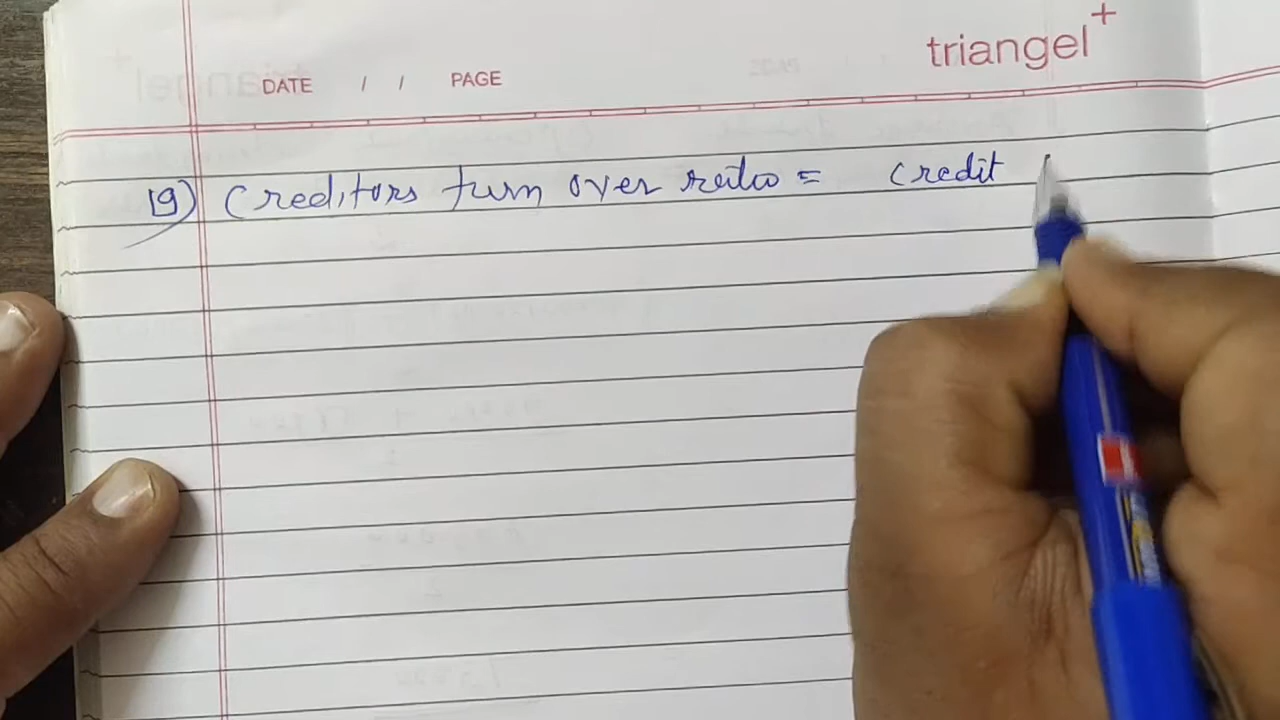 triangel+
DATE / / PAGE
19) Creditors turn over ratio = credit